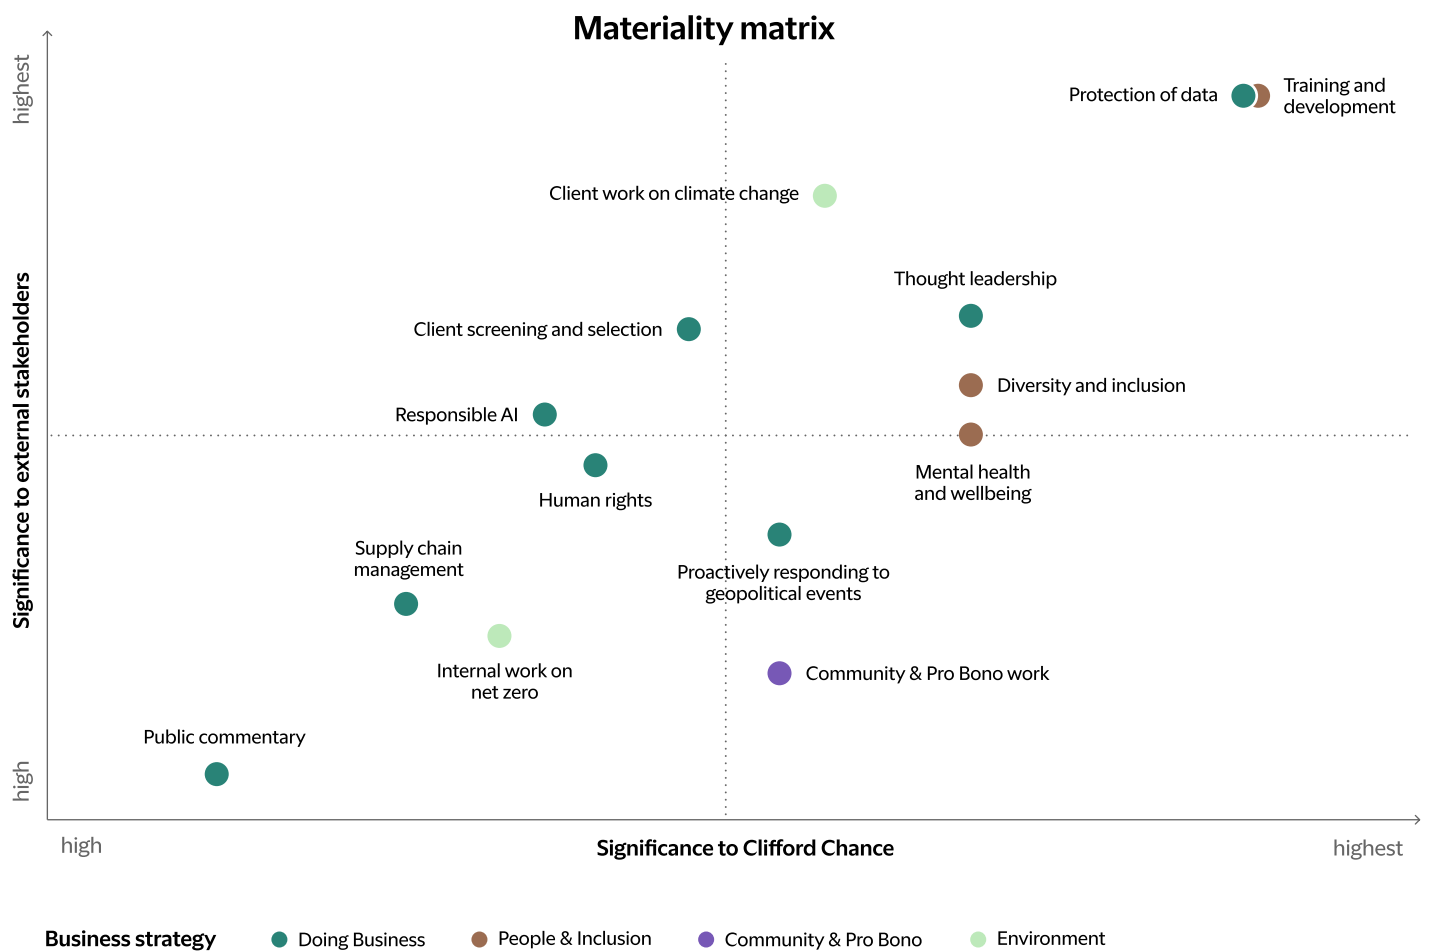 Materiality matrix
highest
Protection of data
Training and
development
Client work on climate change
Thought leadership
Significance to external stakeholders
Client screening and selection
Diversity and inclusion
Responsible AI
Mental health
and wellbeing
Human rights
Supply chain
management
Proactively responding to
geopolitical events
Internal work on
net zero
Community & Pro Bono work
Public commentary
high
high
Significance to Clifford Chance
highest
Business strategy
Doing Business
People & Inclusion
Community & Pro Bono
Environment